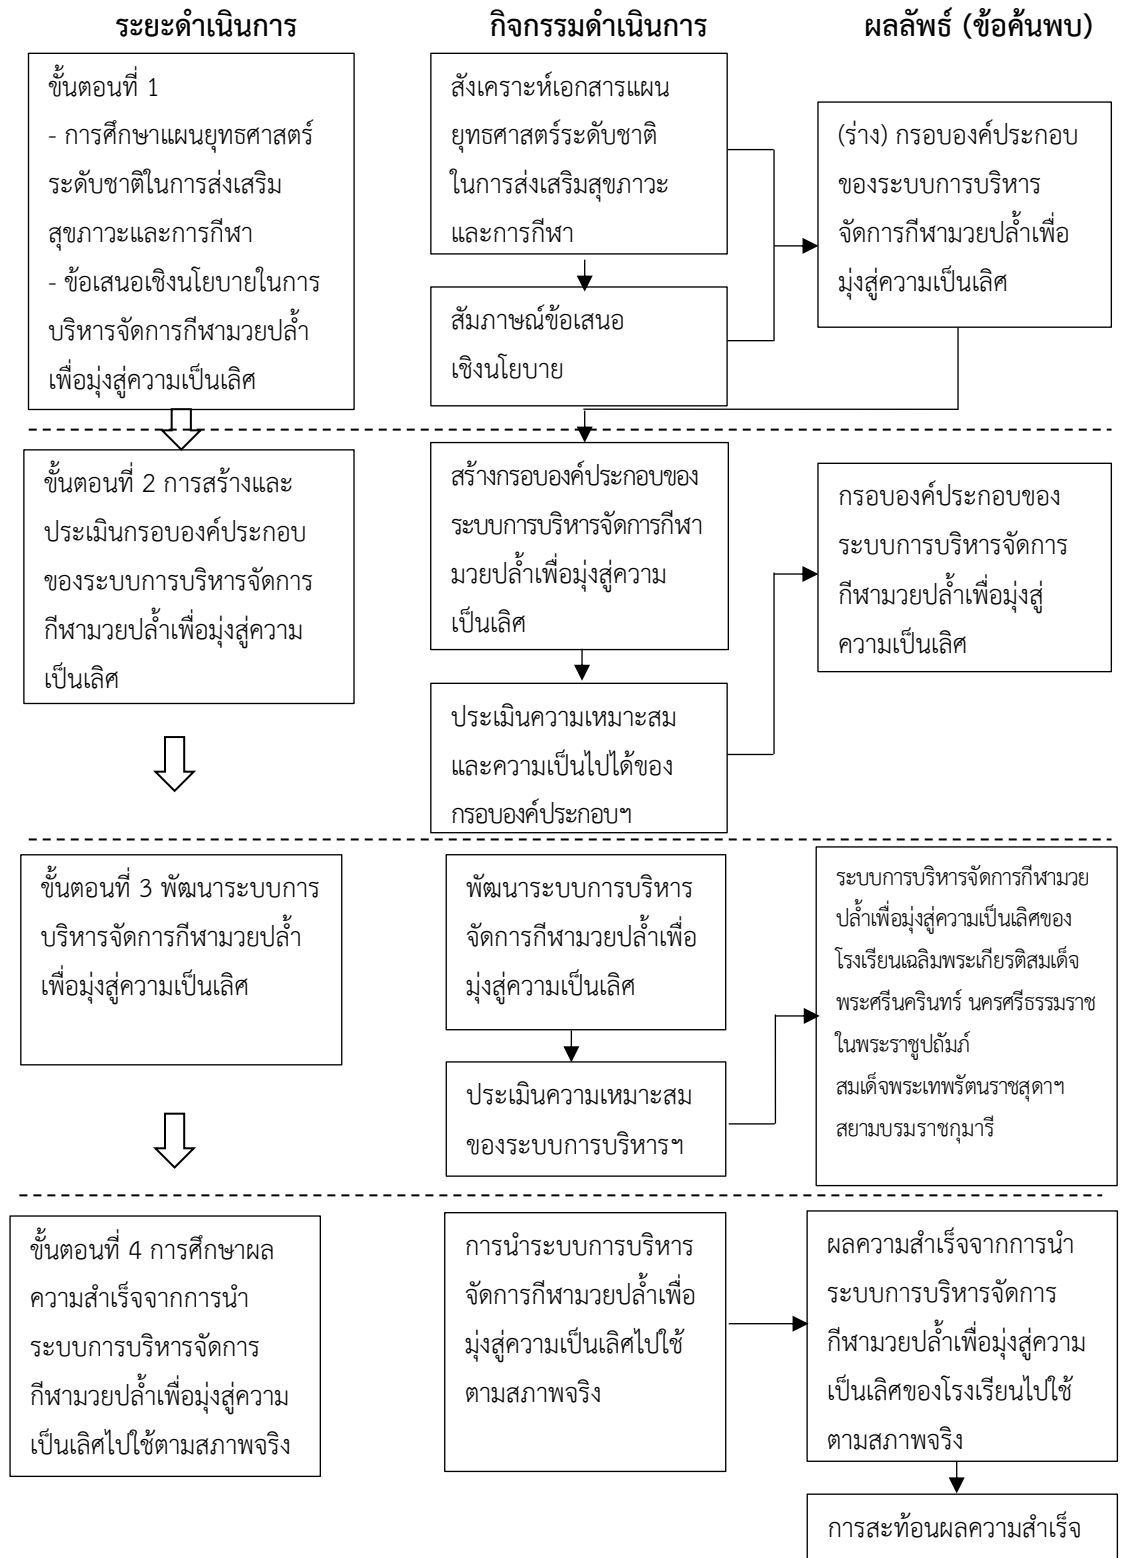 ระยะดำเนินการ
กิจกรรมดำเนินการ
ผลลัพธ์ (ข้อค้นพบ)
ขั้นตอนที่ 1
- การศึกษาแผนยุทธศาสตร์
ระดับชาติในการส่งเสริม
สุขภาวะและการกีฬา
- ข้อเสนอเชิงนโยบายในการ
บริหารจัดการกีฬามวยปล้ำ
เพื่อมุ่งสู่ความเป็นเลิศ
สังเคราะห์เอกสารแผน
ยุทธศาสตร์ระดับชาติ
ในการส่งเสริมสุขภาวะ
และการกีฬา
สัมภาษณ์ข้อเสนอ
เชิงนโยบาย
(ร่าง) กรอบองค์ประกอบ
ของระบบการบริหาร
จัดการกีฬามวยปล้ำเพื่อ
มุ่งสู่ความเป็นเลิศ
ขั้นตอนที่ 2 การสร้างและ
ประเมินกรอบองค์ประกอบ
ของระบบการบริหารจัดการ
กีฬามวยปล้ำเพื่อมุ่งสู่ความ
เป็นเลิศ
สร้างกรอบองค์ประกอบของ
ระบบการบริหารจัดการกีฬา
มวยปล้ำเพื่อมุ่งสู่ความ
เป็นเลิศ
ประเมินความเหมาะสม
และความเป็นไปได้ของ
กรอบองค์ประกอบฯ
กรอบองค์ประกอบของ
ระบบการบริหารจัดการ
กีฬามวยปล้ำเพื่อมุ่งสู่
ความเป็นเลิศ
ขั้นตอนที่ 3 พัฒนาระบบการ
บริหารจัดการกีฬามวยปล้ำ
เพื่อมุ่งสู่ความเป็นเลิศ
พัฒนาระบบการบริหาร
จัดการกีฬามวยปล้ำเพื่อ
มุ่งสู่ความเป็นเลิศ
ประเมินความเหมาะสม
ของระบบการบริหารฯ
ระบบการบริหารจัดการกีฬามวย
ปล้ำเพื่อมุ่งสู่ความเป็นเลิศของ
โรงเรียนเฉลิมพระเกียรติสมเด็จ
พระศรีนครินทร์ นครศรีธรรมราช
ในพระราชูปถัมภ์
สมเด็จพระเทพรัตนราชสุดาฯ
สยามบรมราชกุมารี
ขั้นตอนที่ 4 การศึกษาผล
ความสำเร็จจากการนำ
ระบบการบริหารจัดการ
กีฬามวยปล้ำเพื่อมุ่งสู่ความ
เป็นเลิศไปใช้ตามสภาพจริง
การนำระบบการบริหาร
จัดการกีฬามวยปล้ำเพื่อ
มุ่งสู่ความเป็นเลิศไปใช้
ตามสภาพจริง
ผลความสำเร็จจากการนำ
ระบบการบริหารจัดการ
กีฬามวยปล้ำเพื่อมุ่งสู่ความ
เป็นเลิศของโรงเรียนไปใช้
ตามสภาพจริง
การสะท้อนผลความสำเร็จ